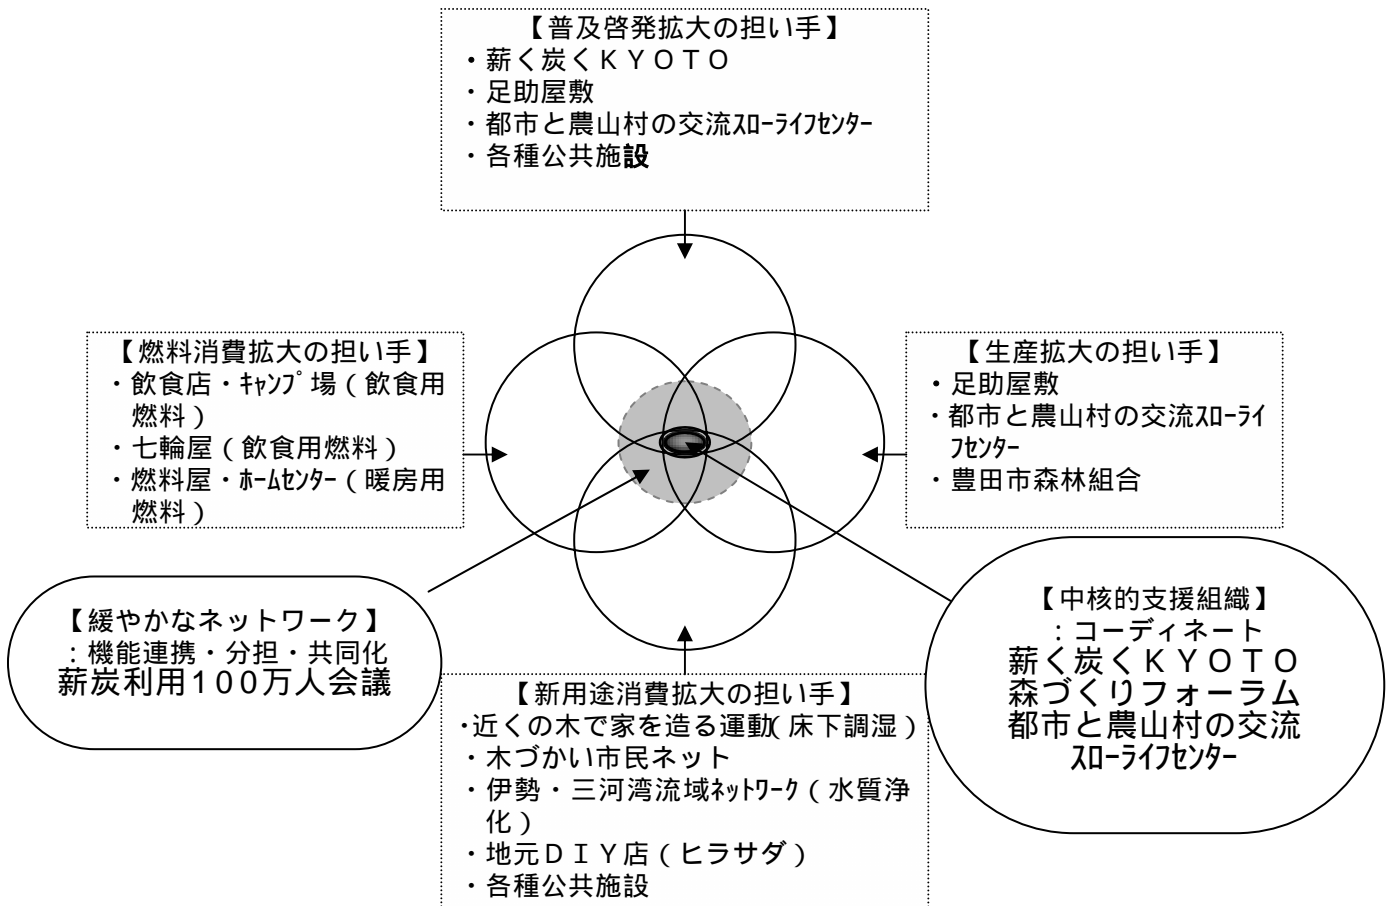 【普及啓発拡大の担い手】
・薪く炭くＫＹＯＴＯ
・足助屋敷
・都市と農山村の交流ｽﾛｰﾗｲﾌｾﾝﾀｰ
・各種公共施設
【燃料消費拡大の担い手】
・飲食店・ｷｬﾝﾌﾟ場（飲食用
燃料）
・七輪屋（飲食用燃料）
・燃料屋・ﾎｰﾑｾﾝﾀｰ（暖房用
燃料）
【生産拡大の担い手】
・足助屋敷
・都市と農山村の交流ｽﾛｰﾗｲ
ﾌｾﾝﾀｰ
・豊田市森林組合
【緩やかなネットワーク】
：機能連携・分担・共同化
薪炭利用１００万人会議
【中核的支援組織】
：コーディネート
薪く炭くＫＹＯＴＯ
森づくりフォーラム
都市と農山村の交流
ｽﾛｰﾗｲﾌｾﾝﾀｰ
【新用途消費拡大の担い手】
・近くの木で家を造る運動（床下調湿）
・木づかい市民ネット
・伊勢・三河湾流域ﾈｯﾄﾜｰｸ（水質浄
化）
・地元ＤＩＹ店（ヒラサダ）
・各種公共施設